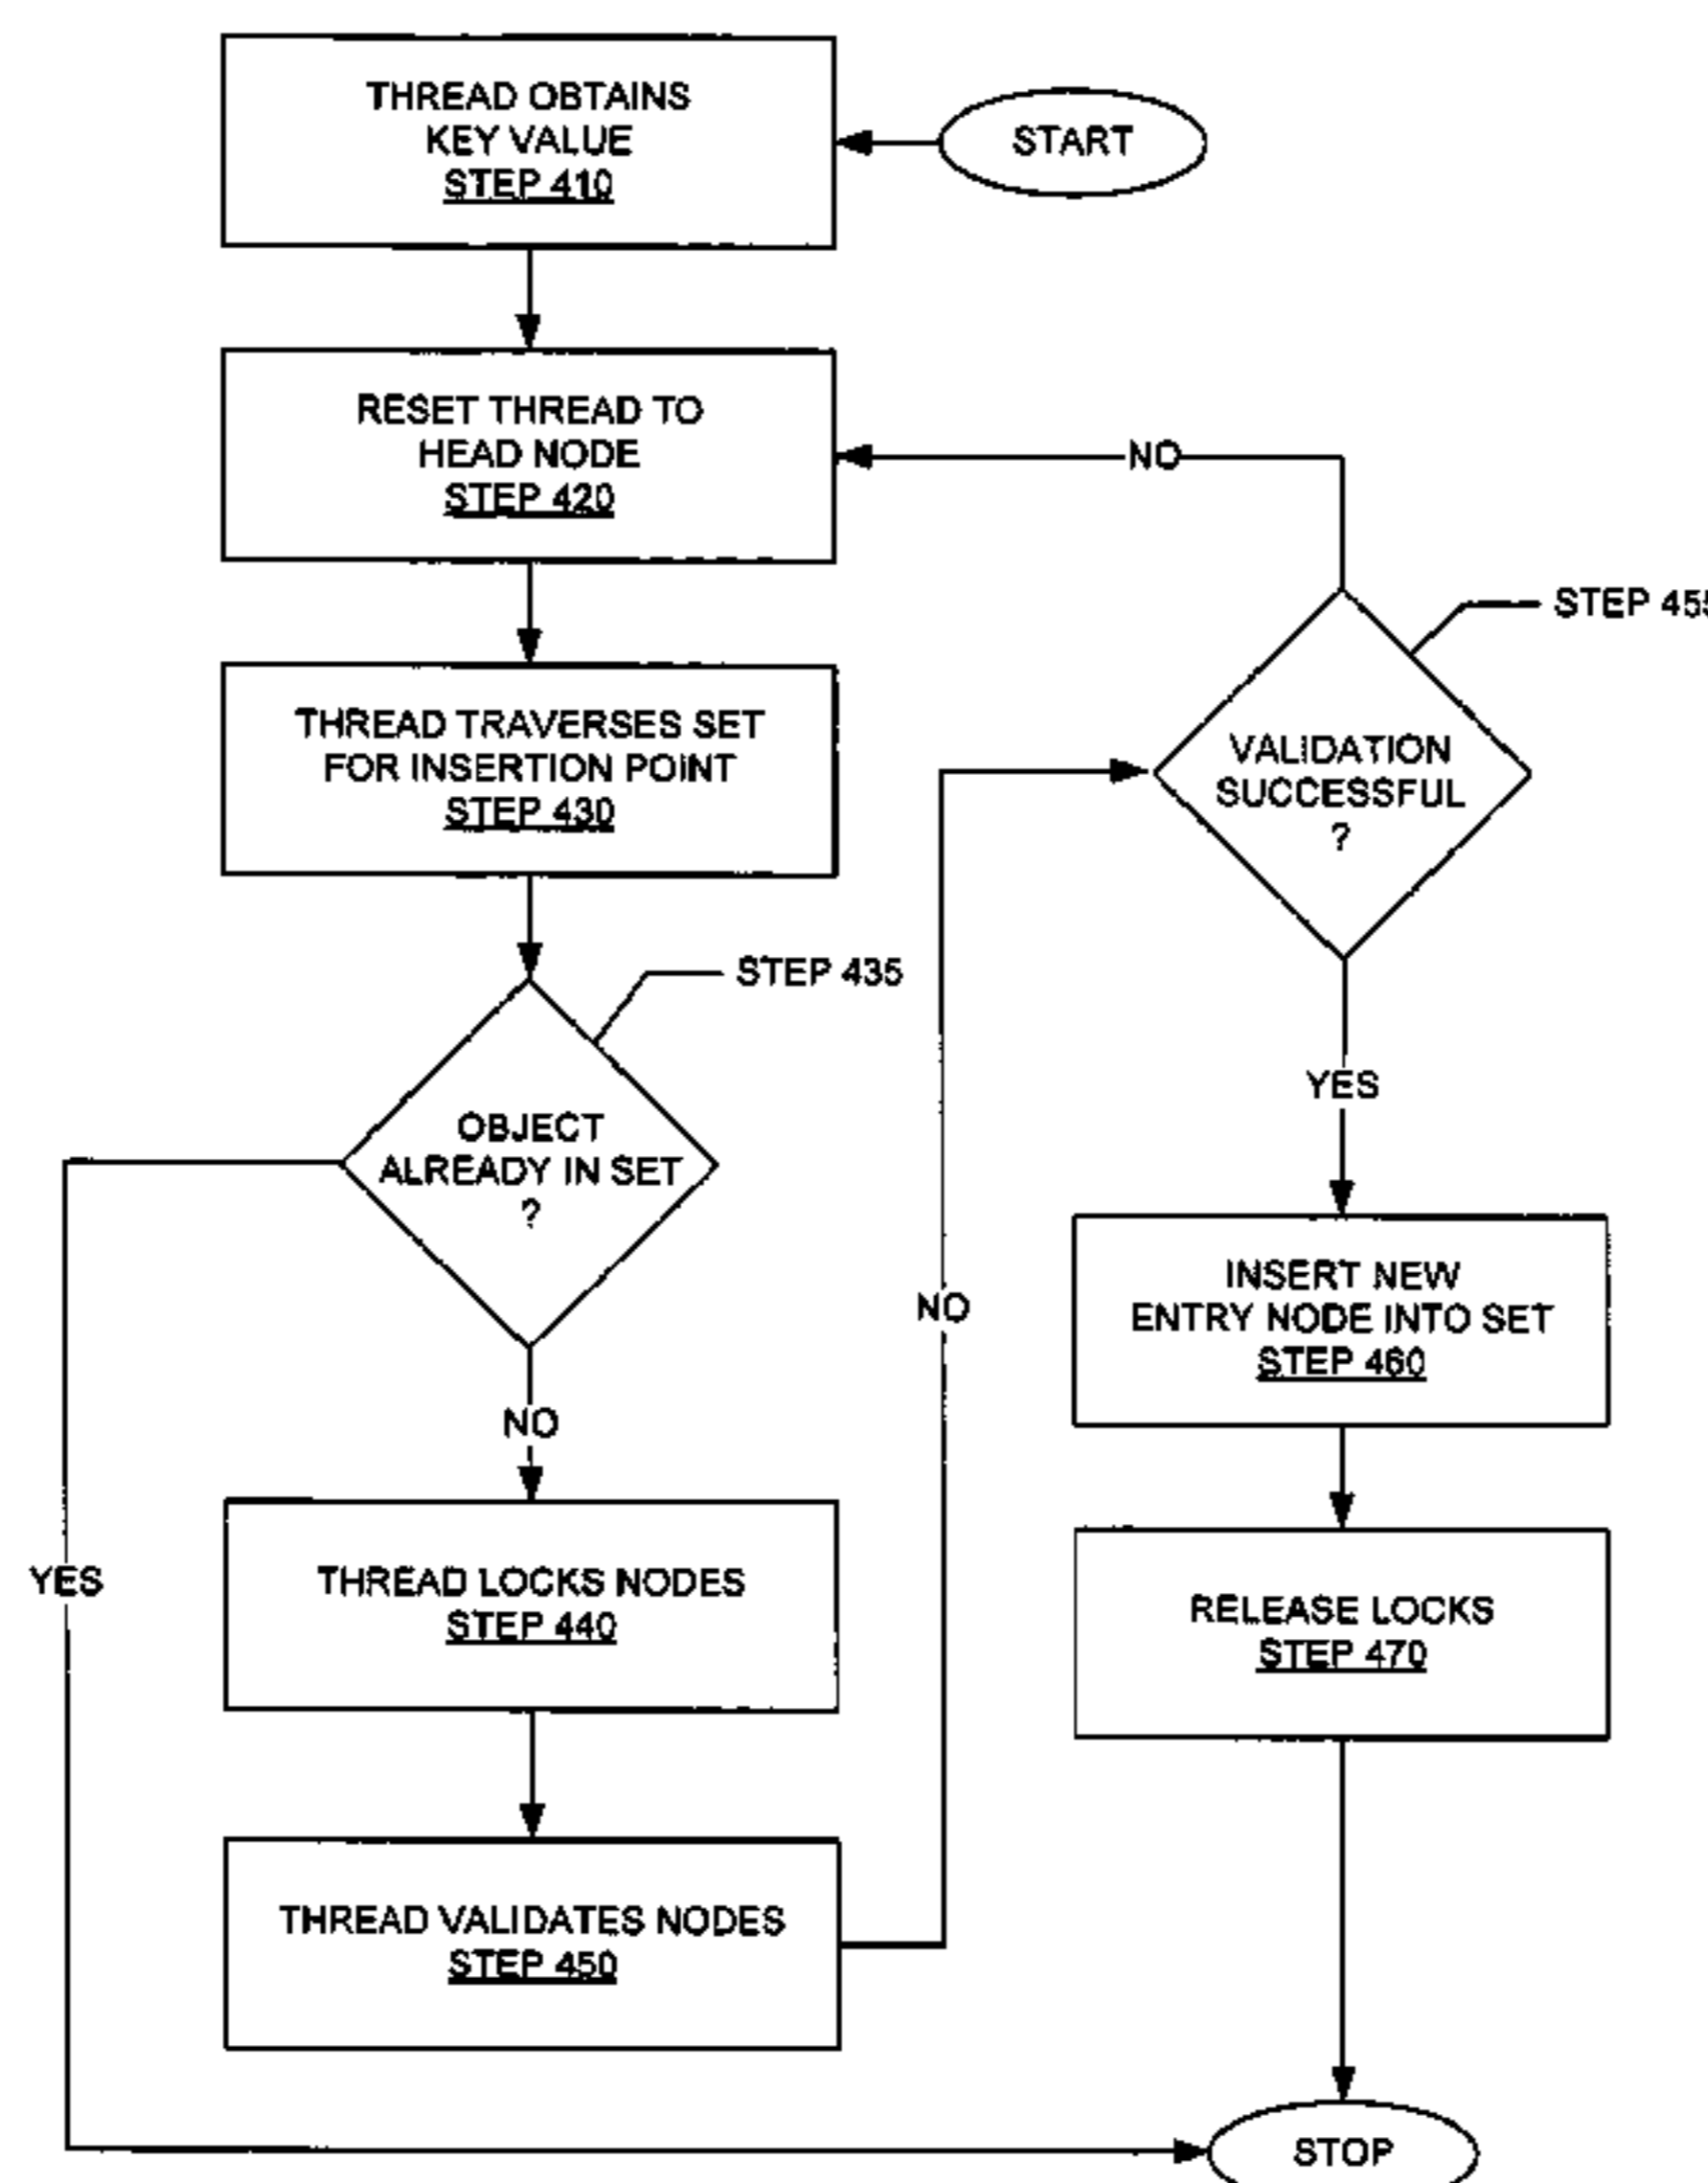 THREAD OBTAINS
KEY VALUE
STEP 410
START
RESET THREAD TO
HEAD NODE
STEP 420
NO
STEP 455
THREAD TRAVERSES SET
FOR INSERTION POINT
STEP 430
VALIDATION
SUCCESSFUL
?
STEP 435
OBJECT
ALREADY IN SET
?
YES
NO
NO
YES
INSERT NEW
ENTRY NODE INTO SET
STEP 460
THREAD LOCKS NODES
STEP 440
RELEASE LOCKS
STEP 470
THREAD VALIDATES NODES
STEP 450
STOP